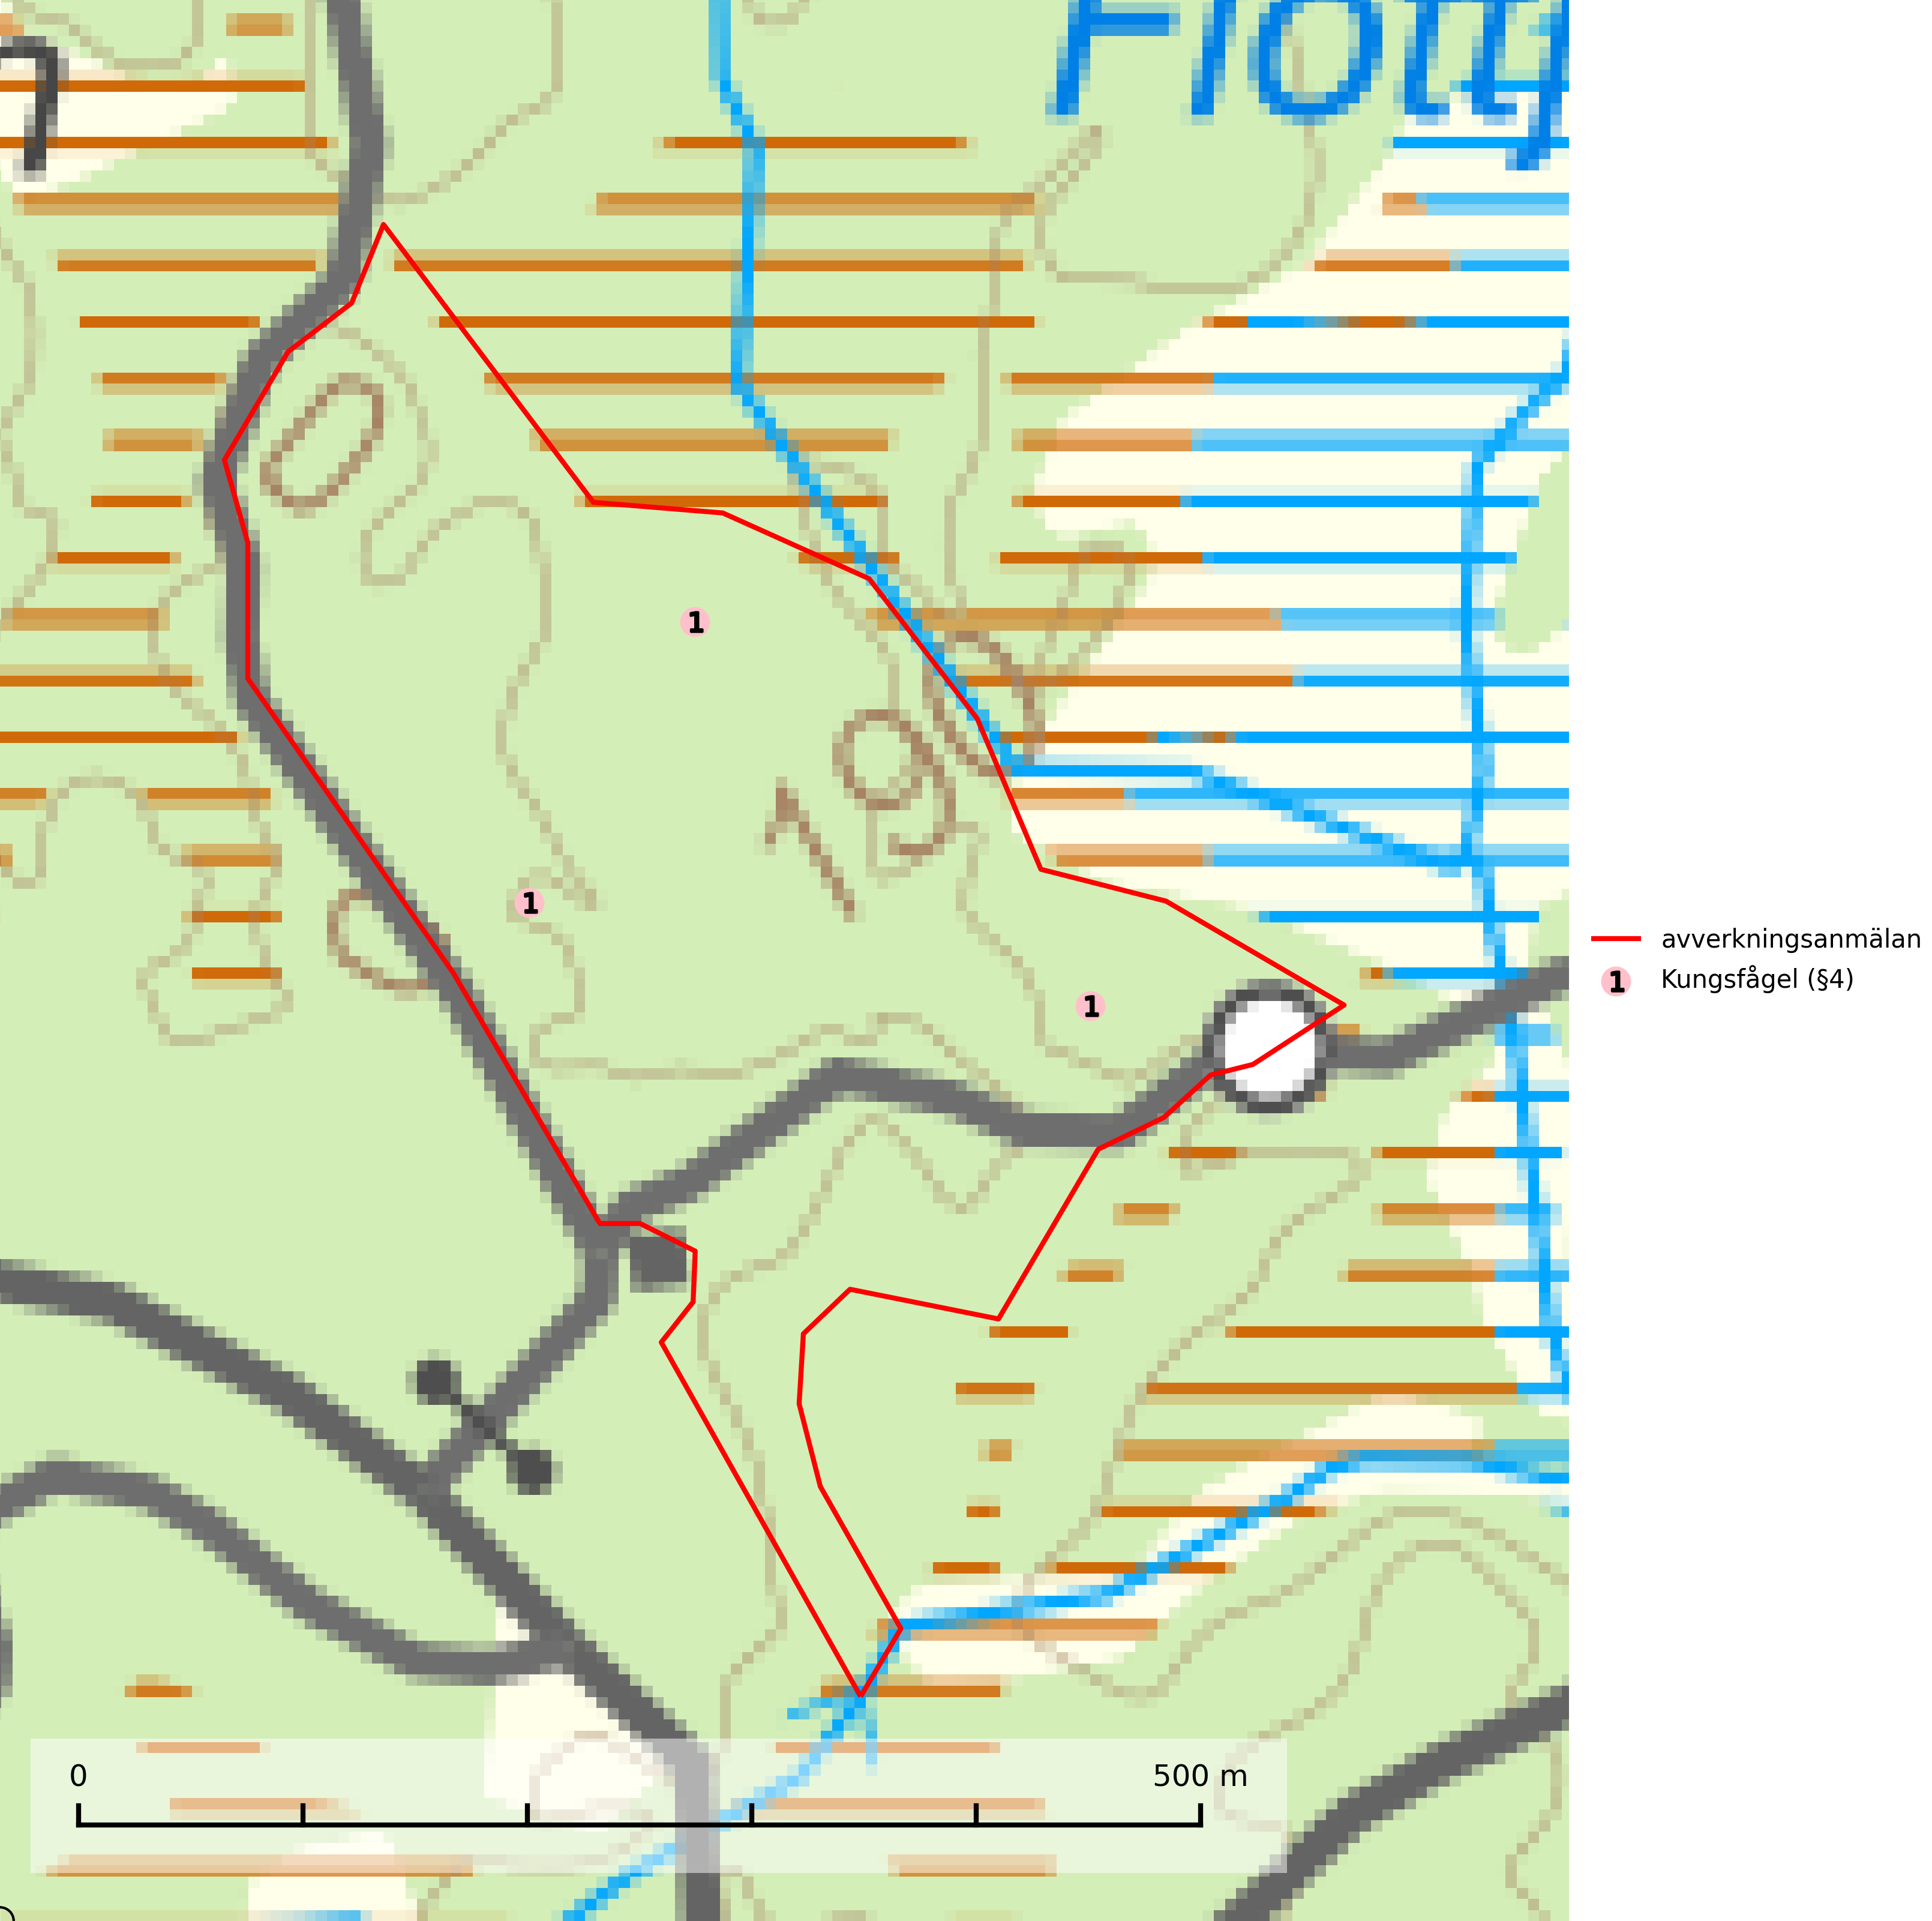 1
1
1
avverkningsanmälan
1 Kungsfågel (§4)
0 500 m